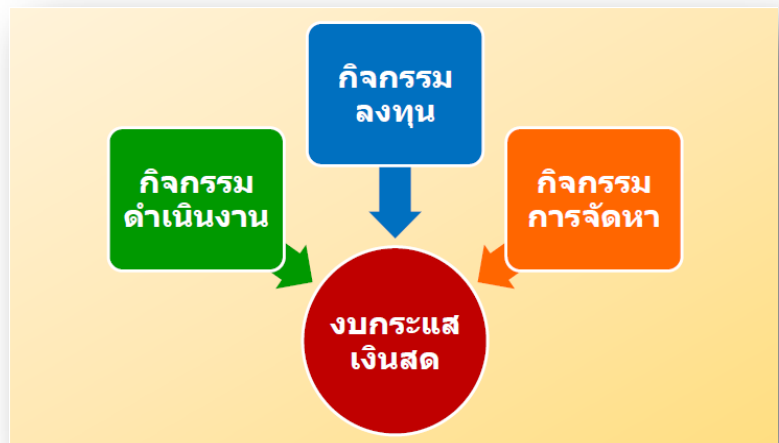 กิจกรรม
ลงทุน
กิจกรรม
ดำเนินงาน
กิจกรรม
การจัดหา
งบกระแส
เงินสด